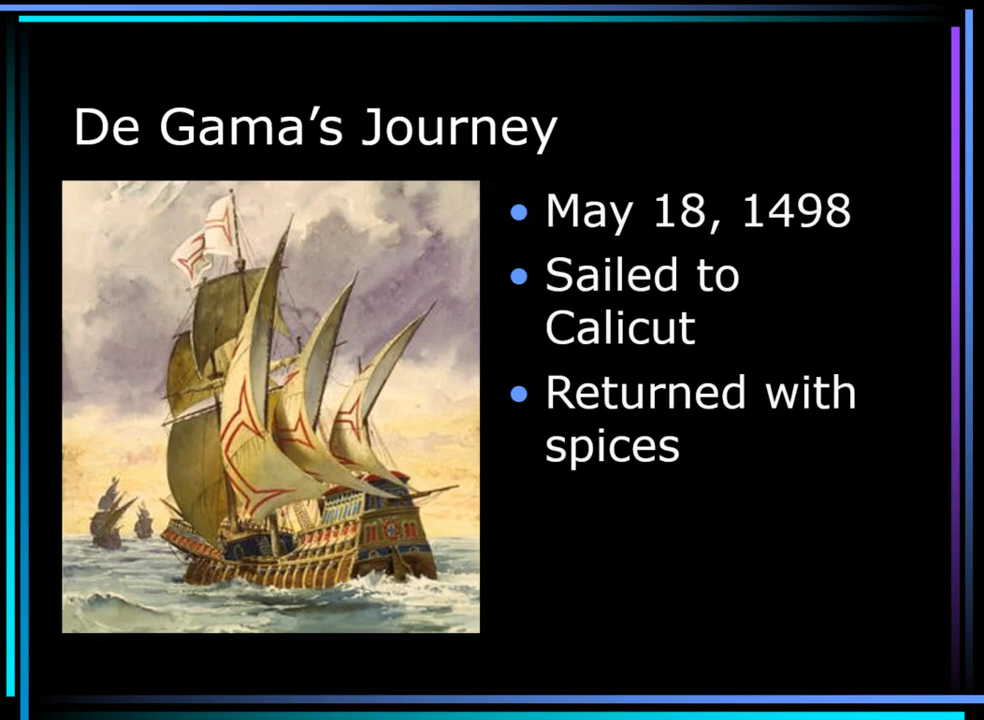 De Gama’s Journey
• May 18, 1498
• Sailed to
Calicut
• Returned with
spices